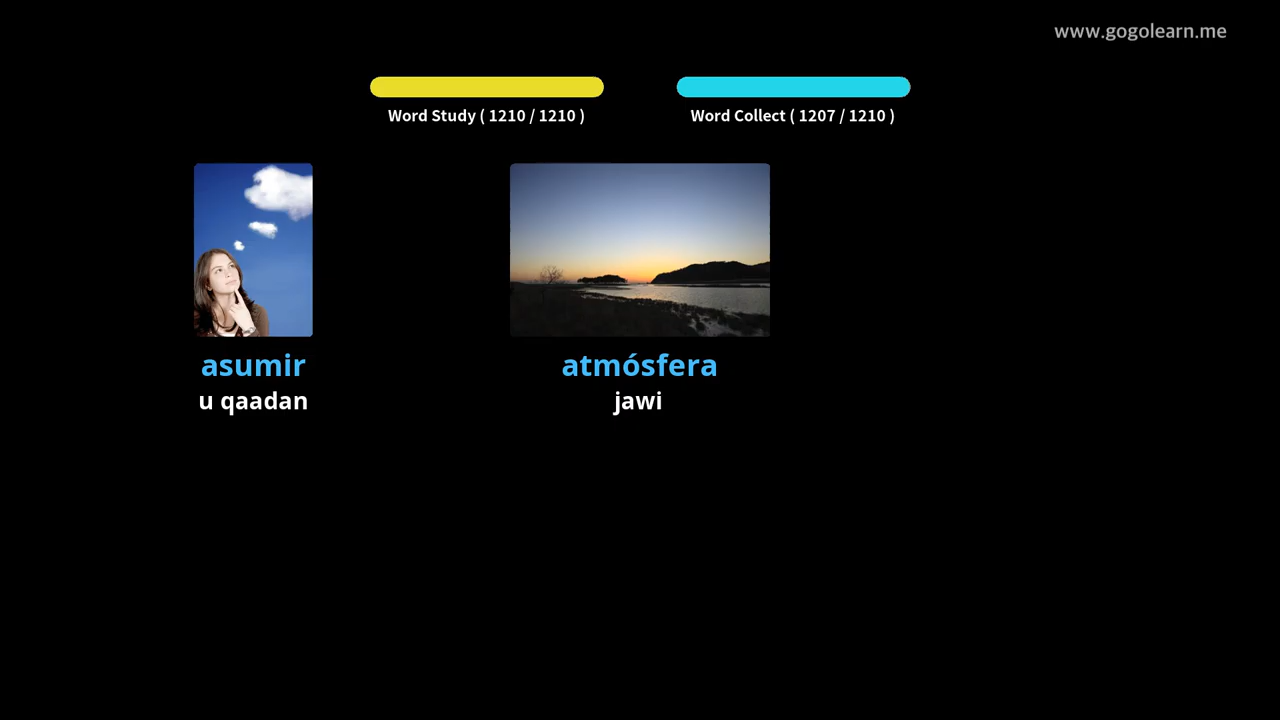 www.gogolearn.me
Word Study ( 1210 / 1210 )
Word Collect ( 1207 / 1210 )
asumir
u qaadan
atmósfera
jawi